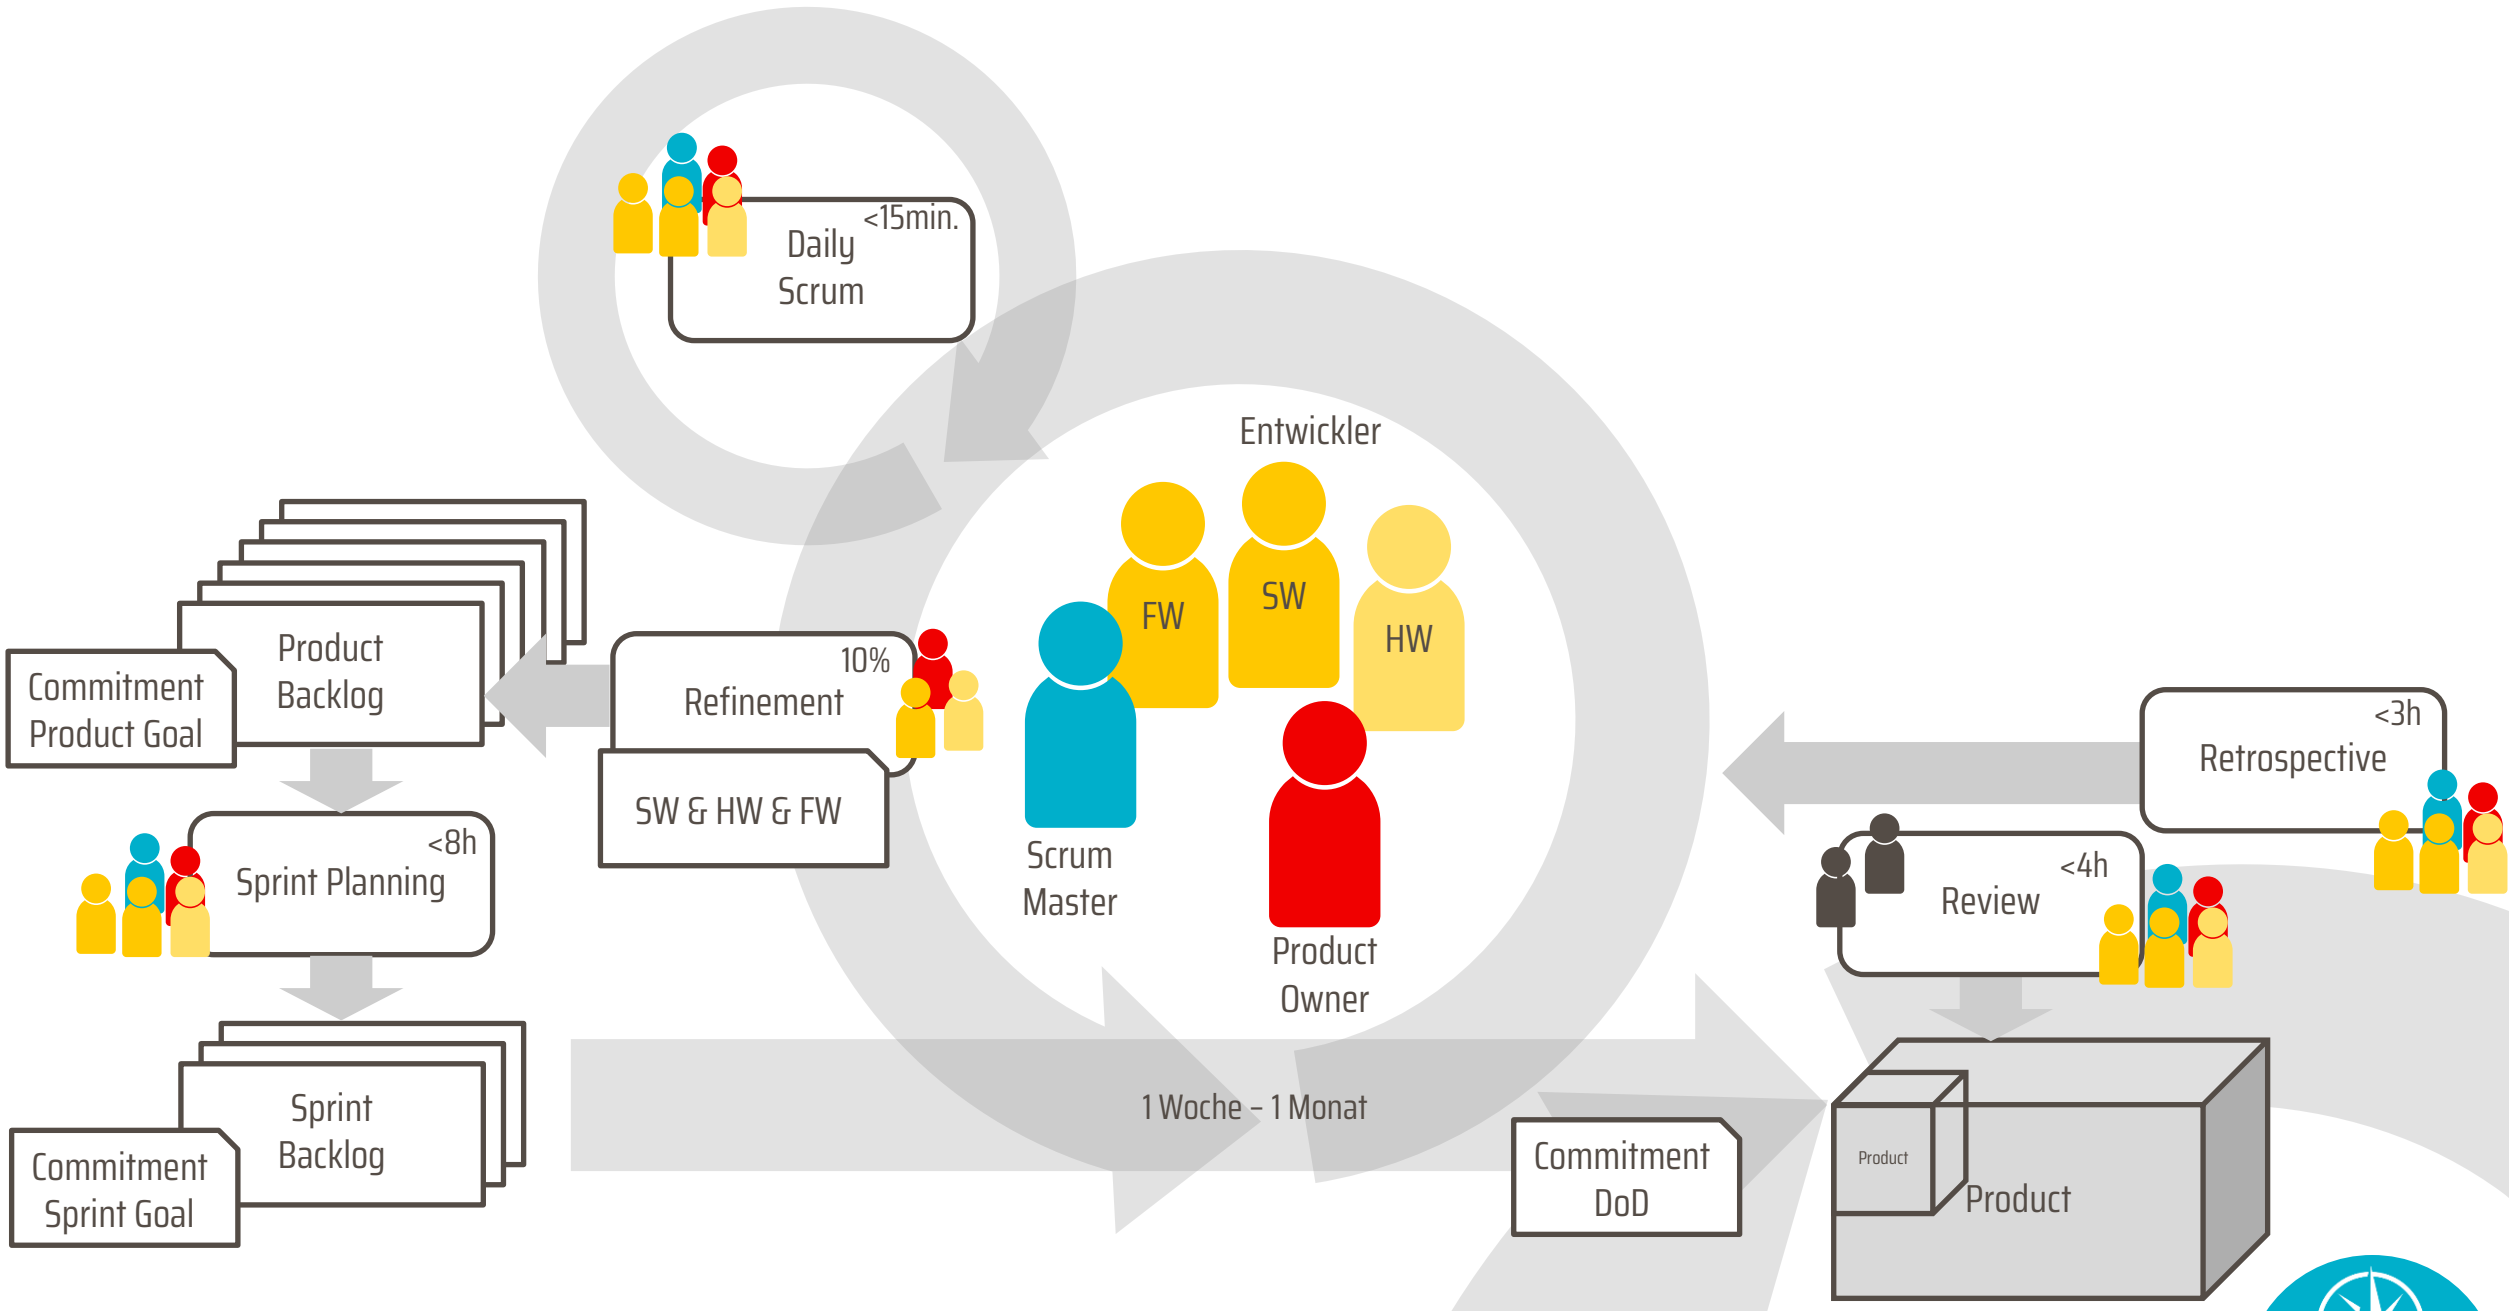 <15min.
Daily
Scrum
Entwickler
FW
SW
HW
Scrum
Master
Product
Owner
Product
Backlog
Commitment
Product Goal
10%
Refinement
SW & HW & FW
<8h
Sprint Planning
Sprint
Backlog
Commitment
Sprint Goal
1 Woche – 1 Monat
Commitment
DoD
<3h
Retrospective
<4h
Review
Product
Product